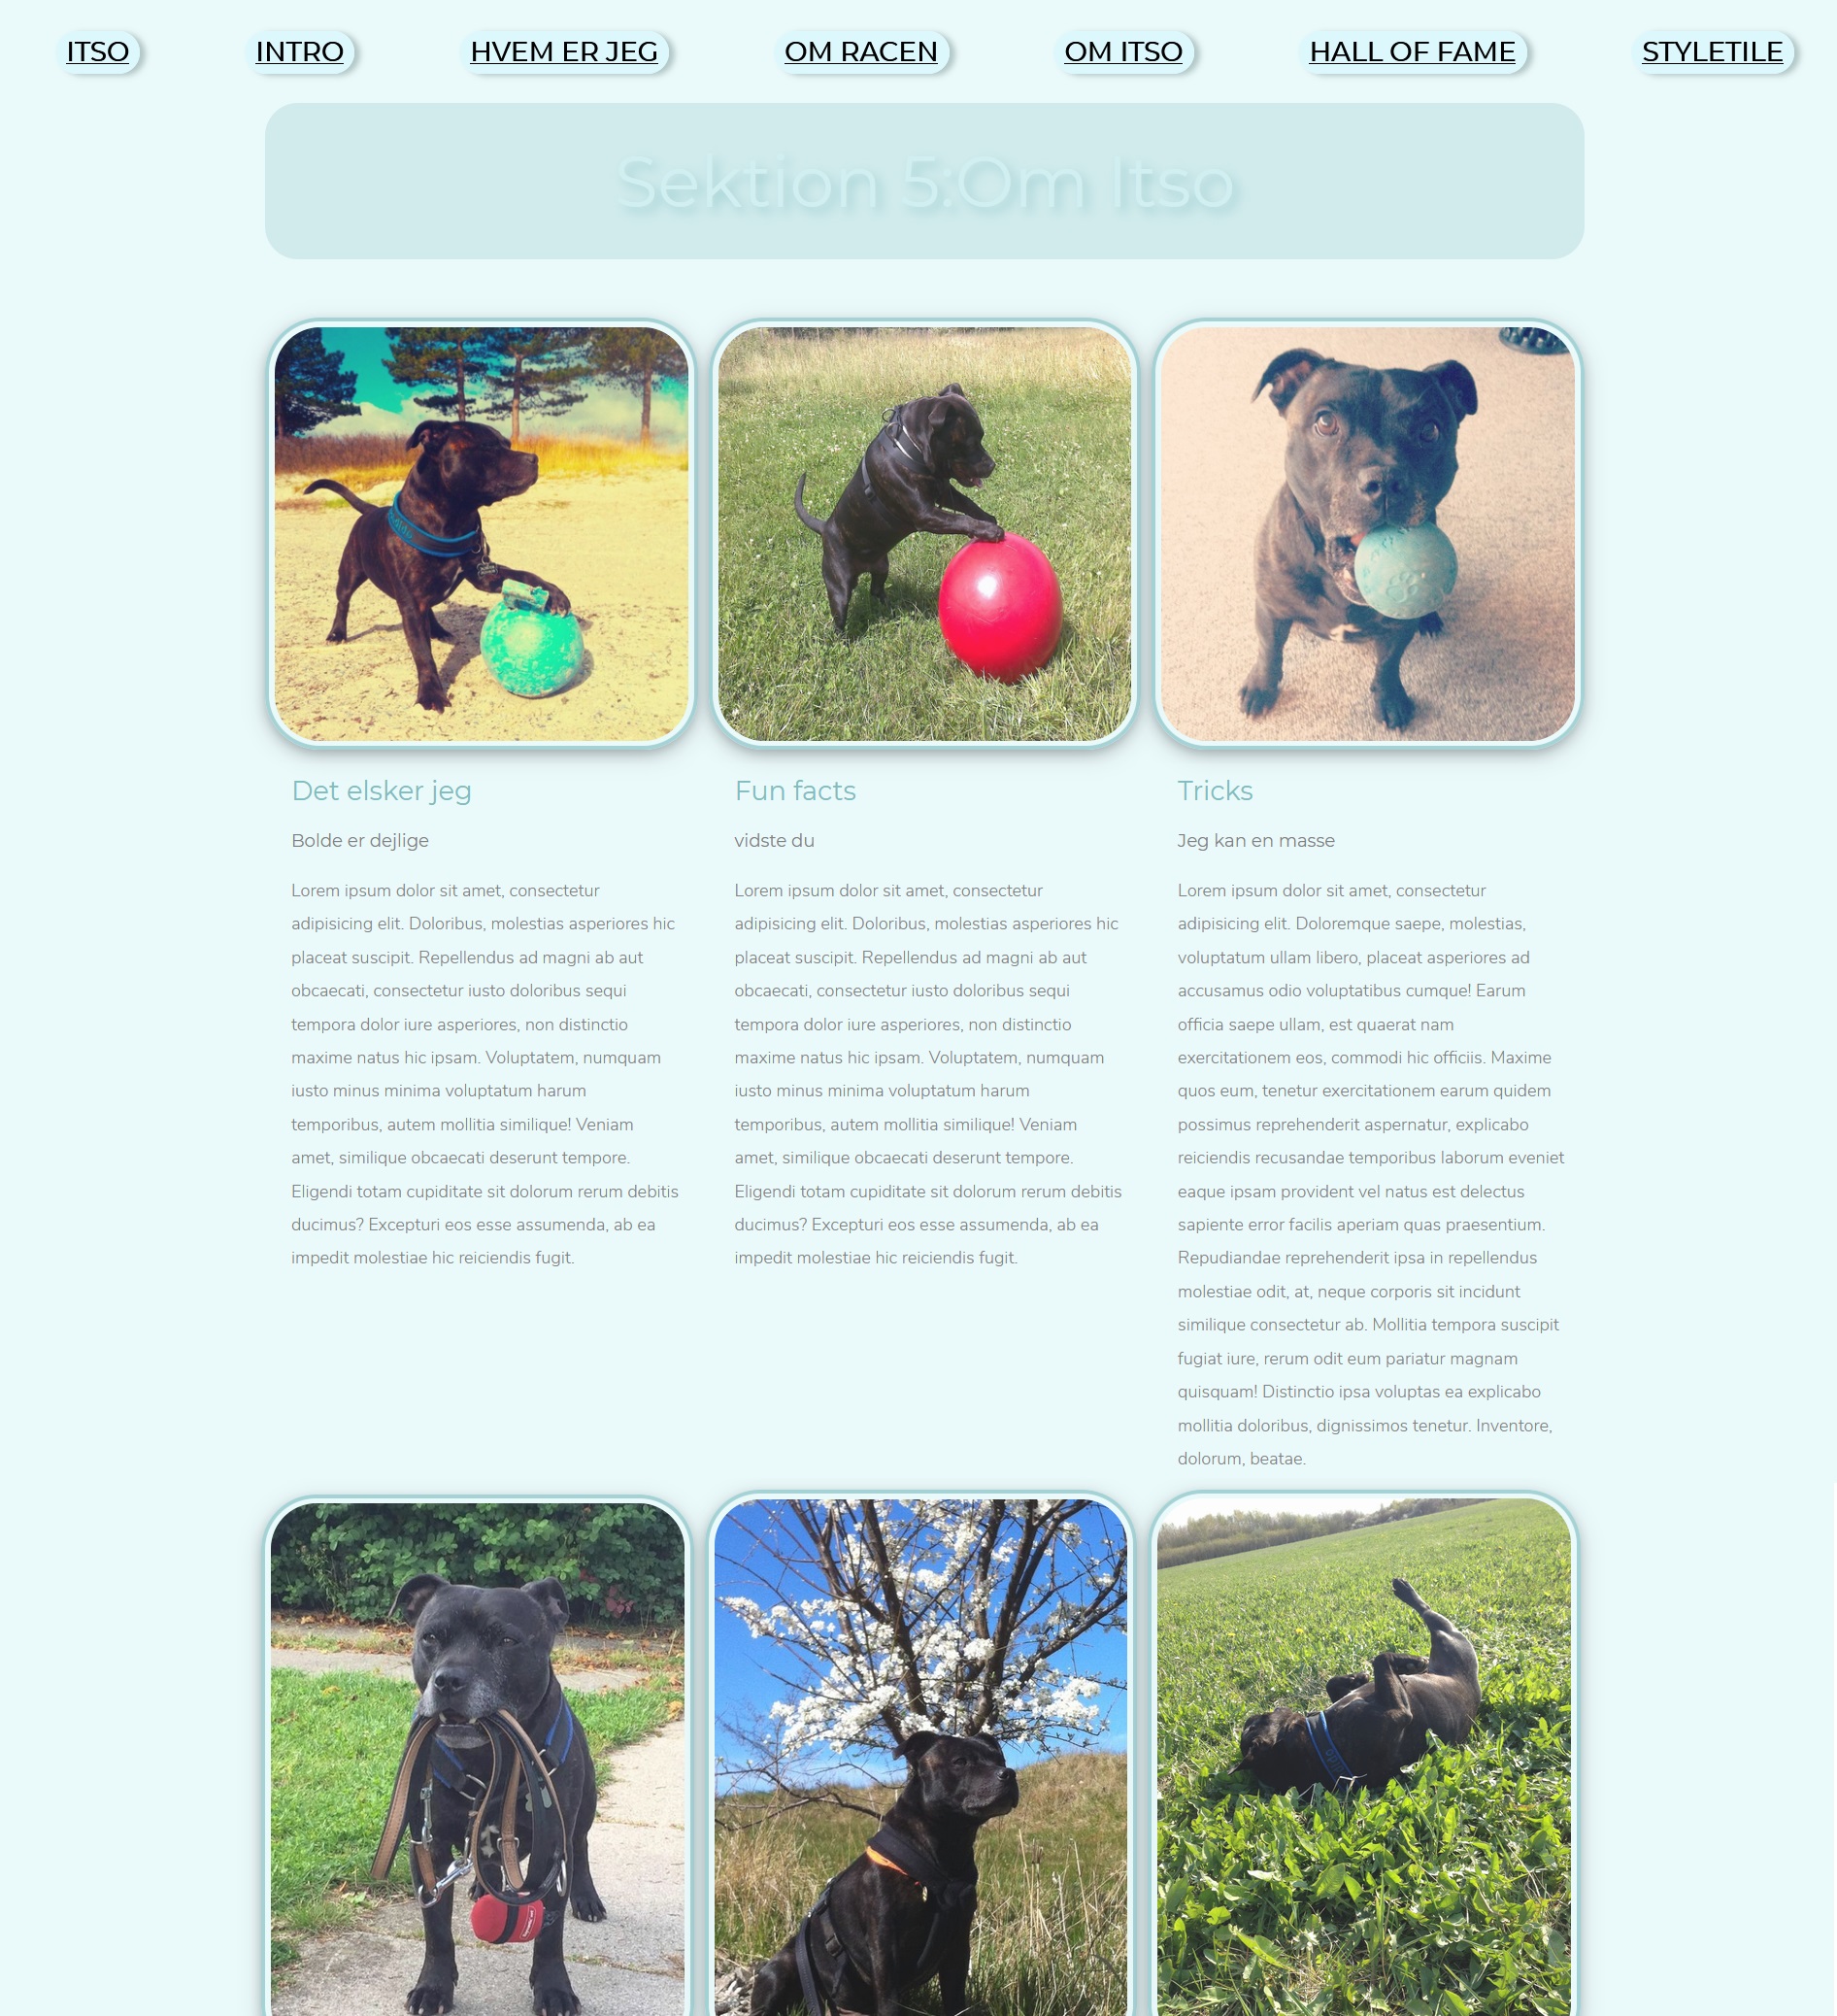 ITSO INTRO HVEM ER JEG OM RACEN OM ITSO HALL OF FAME STYLETILE
Sektion 5:Om Itso
Det elsker jeg
Bolde er dejlige
Lorem ipsum dolor sit amet, consectetur
adipisicing elit. Doloribus, molestias asperiores hic
placeat suscipit. Repellendus ad magni ab aut
obcaecati, consectetur iusto doloribus sequi
tempora dolor iure asperiores, non distinctio
maxime natus hic ipsam. Voluptatem, numquam
iusto minus minima voluptatum harum
temporibus, autem mollitia similique! Veniam
amet, similique obcaecati deserunt tempore.
Eligendi totam cupiditate sit dolorum rerum debitis
ducimus? Excepturi eos esse assumenda, ab ea
impedit molestiae hic reiciendis fugit.
Fun facts
vidste du
Lorem ipsum dolor sit amet, consectetur
adipisicing elit. Doloribus, molestias asperiores hic
placeat suscipit. Repellendus ad magni ab aut
obcaecati, consectetur iusto doloribus sequi
tempora dolor iure asperiores, non distinctio
maxime natus hic ipsam. Voluptatem, numquam
iusto minus minima voluptatum harum
temporibus, autem mollitia similique! Veniam
amet, similique obcaecati deserunt tempore.
Eligendi totam cupiditate sit dolorum rerum debitis
ducimus? Excepturi eos esse assumenda, ab ea
impedit molestiae hic reiciendis fugit.
Tricks
Jeg kan en masse
Lorem ipsum dolor sit amet, consectetur
adipisicing elit. Doloremque saepe, molestias,
voluptatum ullam libero, placeat asperiores ad
accusamus odio voluptatibus cumque! Earum
officia saepe ullam, est quaerat nam
exercitationem eos, commodi hic officiis. Maxime
quos eum, tenetur exercitationem earum quidem
possimus reprehenderit aspernatur, explicabo
reiciendis recusandae temporibus laborum eveniet
eaque ipsam provident vel natus est delectus
sapiente error facilis aperiam quas praesentium.
Repudiandae reprehenderit ipsa in repellendus
molestiae odit, at, neque corporis sit incidunt
similique consectetur ab. Mollitia tempora suscipit
fugiat iure, rerum odit eum pariatur magnam
quisquam! Distinctio ipsa voluptas ea explicabo
mollitia doloribus, dignissimos tenetur. Inventore,
dolorum, beatae.